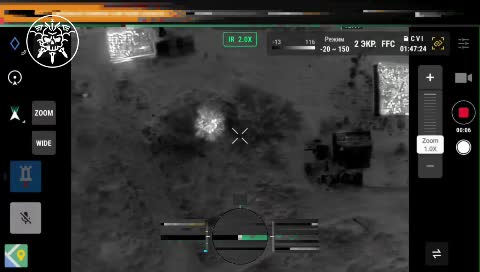 IR 2.0X
-13 116
Режим
-20 ~ 150
2 ЭКР.
FFC
CVI
01:47:24
ZOOM
WIDE
+
Zoom
1.0X
00:06